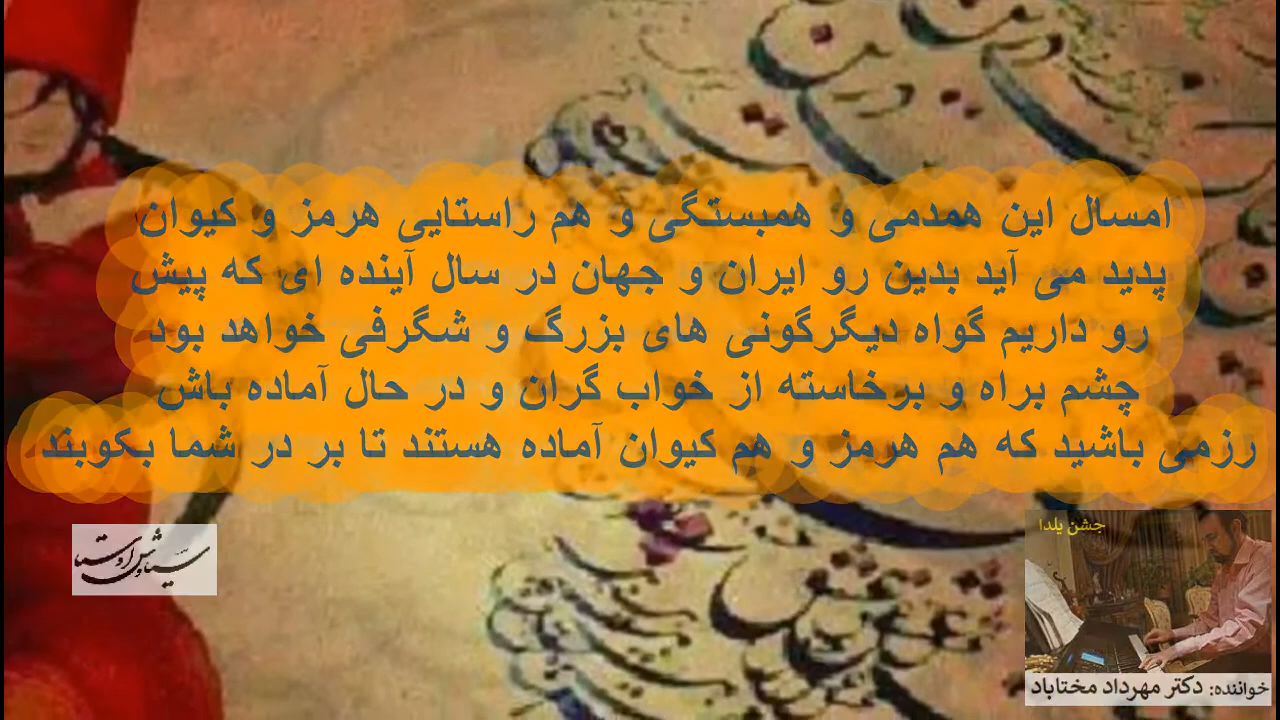 امسال این همدمی و همبستگی و هم راستایی هرمز و کیوان
پدید می آید بدین رو ایران و جهان در سال آینده ای که پیش
رو داریم گواه دیگرگونی های بزرگ و شگرفی خواهد بود
چشم براه و برخاسته از خواب گران و در حال آماده باش
رزمی باشید که هم هرمز و هم کیوان آماده هستند تا بر در شما بکوبند
سیاوش اوستا
جشن یلدا
خواننده: دکتر مهرداد مختاباد